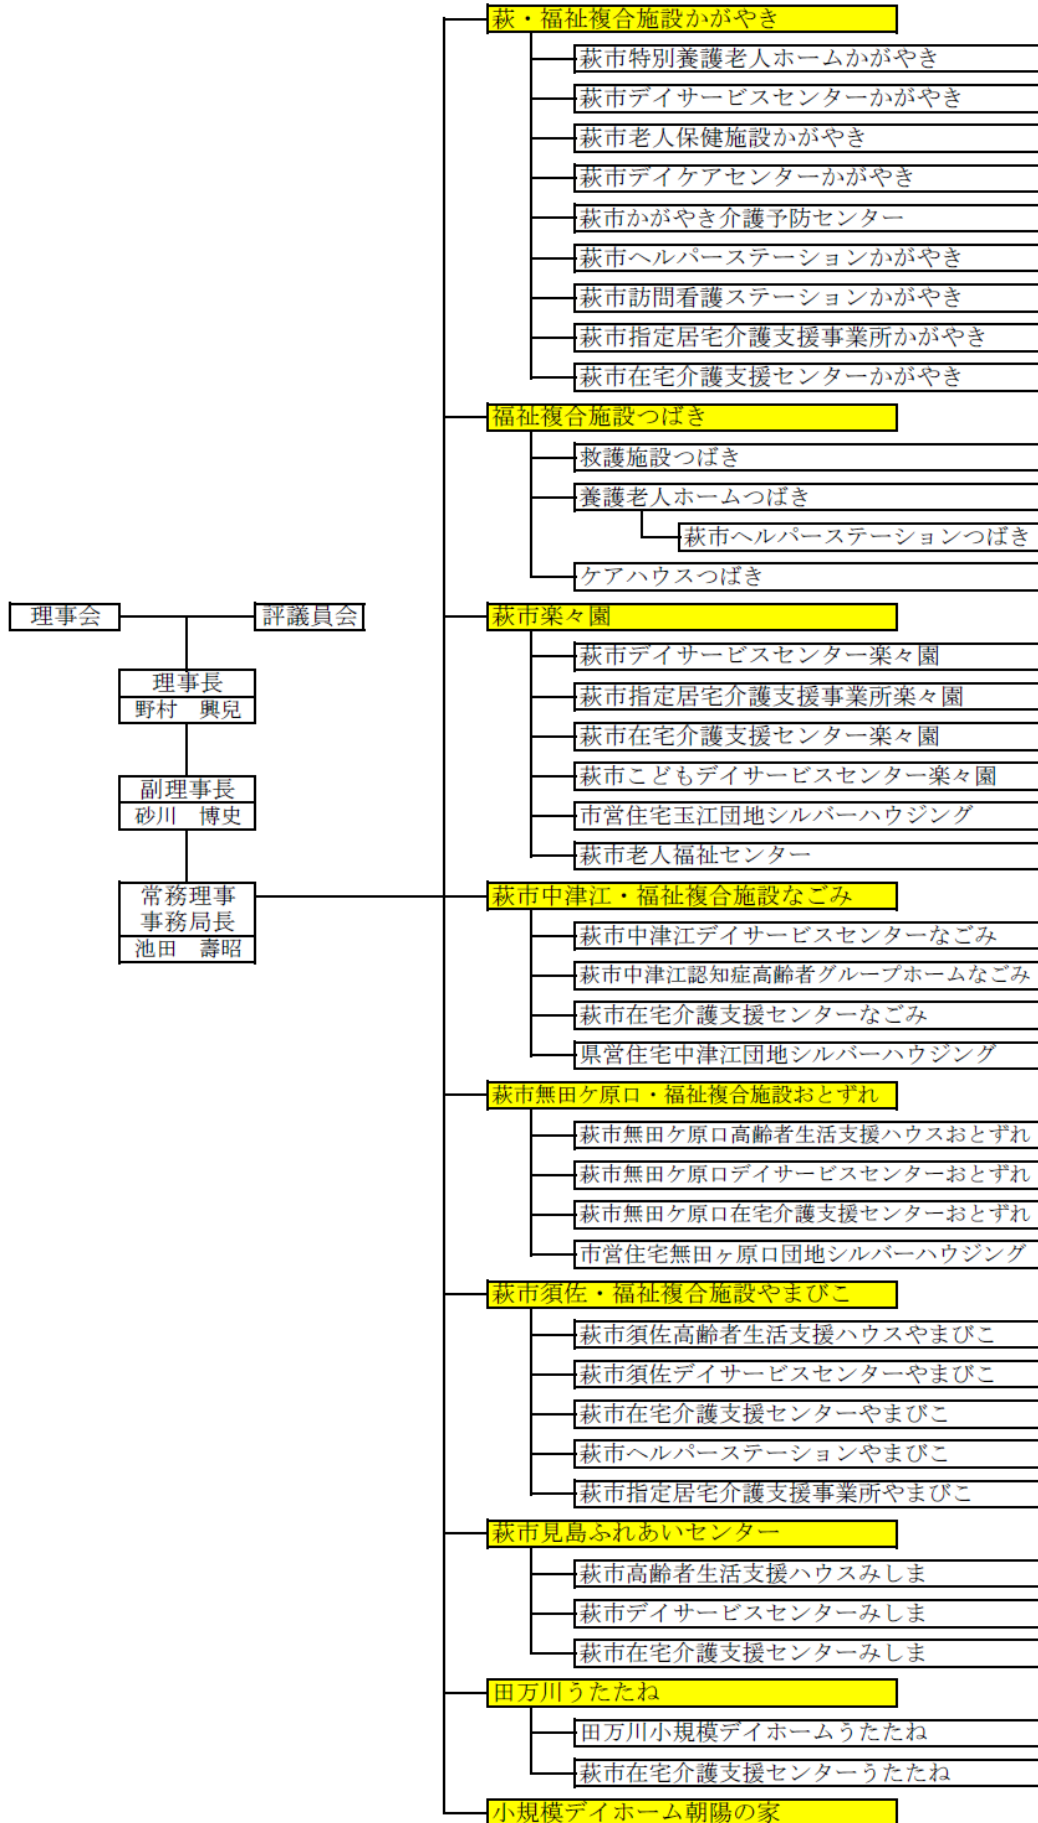 萩・福祉複合施設かがやき
萩市特別養護老人ホームかがやき
萩市デイサービスセンターかがやき
萩市老人保健施設かがやき
萩市デイケアセンターかがやき
萩市かがやき介護予防センター
萩市ヘルパーステーションかがやき
萩市訪問看護ステーションかがやき
萩市指定居宅介護支援事業所かがやき
萩市在宅介護支援センターかがやき
福祉複合施設つばき
救護施設つばき
養護老人ホームつばき
萩市ヘルパーステーションつばき
ケアハウスつばき
理事会
評議員会
理事長
野村　興兒
副理事長
砂川　博史
常務理事
事務局長
池田　壽昭
萩市楽々園
萩市デイサービスセンター楽々園
萩市指定居宅介護支援事業所楽々園
萩市在宅介護支援センター楽々園
萩市こどもデイサービスセンター楽々園
市営住宅玉江団地シルバーハウジング
萩市老人福祉センター
萩市中津江・福祉複合施設なごみ
萩市中津江デイサービスセンターなごみ
萩市中津江認知症高齢者グループホームなごみ
萩市在宅介護支援センターなごみ
県営住宅中津江団地シルバーハウジング
萩市無田ケ原口・福祉複合施設おとずれ
萩市無田ケ原口高齢者生活支援ハウスおとずれ
萩市無田ケ原口デイサービスセンターおとずれ
萩市無田ケ原口在宅介護支援センターおとずれ
市営住宅無田ヶ原口団地シルバーハウジング
萩市須佐・福祉複合施設やまびこ
萩市須佐高齢者生活支援ハウスやまびこ
萩市須佐デイサービスセンターやまびこ
萩市在宅介護支援センターやまびこ
萩市ヘルパーステーションやまびこ
萩市指定居宅介護支援事業所やまびこ
萩市見島ふれあいセンター
萩市高齢者生活支援ハウスみしま
萩市デイサービスセンターみしま
萩市在宅介護支援センターみしま
田万川うたたね
田万川小規模デイホームうたたね
萩市在宅介護支援センターうたたね
小規模デイホーム朝陽の家